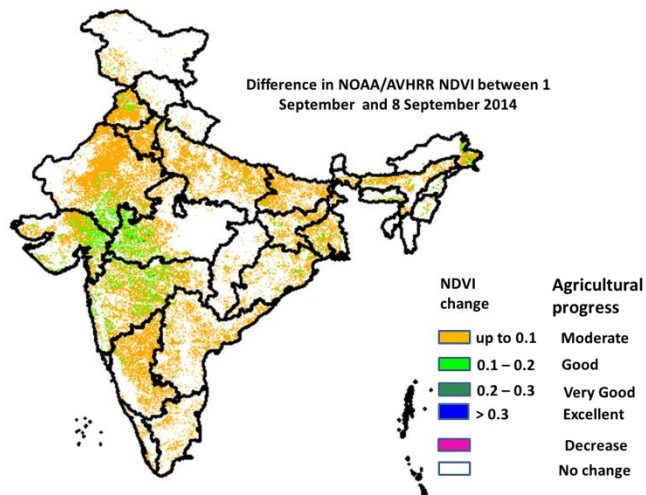 Difference in NOAA/AVHRR NDVI between 1
September and 8 September 2014
NDVI change
Agricultural progress
up to 0.1 Moderate
0.1 – 0.2 Good
0.2 – 0.3 Very Good
> 0.3 Excellent
Decrease
No change